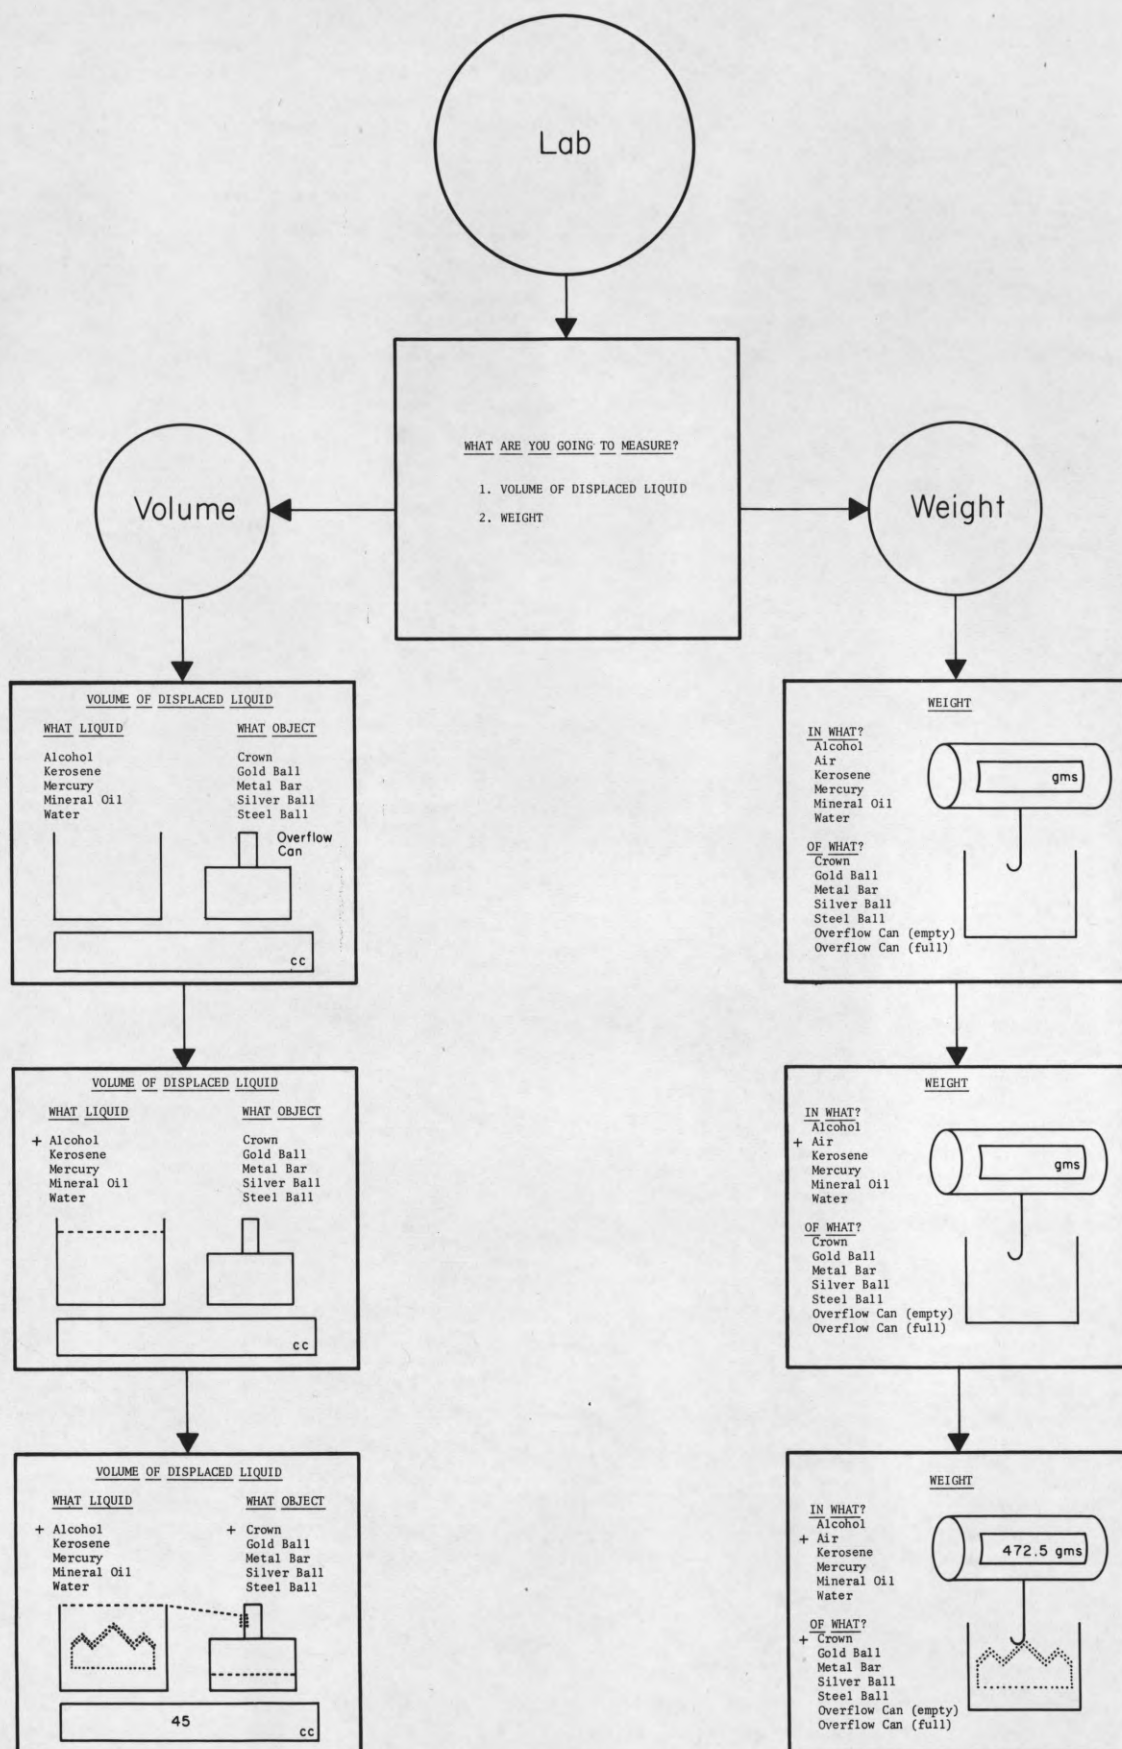 Lab
WHAT ARE YOU GOING TO MEASURE?
1. VOLUME OF DISPLACED LIQUID
2. WEIGHT
Volume
Weight
VOLUME OF DISPLACED LIQUID
WHAT LIQUID
Alcohol
Kerosene
Mercury
Mineral Oil
Water
WHAT OBJECT
Crown
Gold Ball
Metal Bar
Silver Ball
Steel Ball
Overflow
Can
cc
WEIGHT
IN WHAT?
Alcohol
Air
Kerosene
Mercury
Mineral Oil
Water
gms
OF WHAT?
Crown
Gold Ball
Metal Bar
Silver Ball
Steel Ball
Overflow Can (empty)
Overflow Can (full)
VOLUME OF DISPLACED LIQUID
WHAT LIQUID
+ Alcohol
Kerosene
Mercury
Mineral Oil
Water
WHAT OBJECT
Crown
Gold Ball
Metal Bar
Silver Ball
Steel Ball
cc
WEIGHT
IN WHAT?
Alcohol
+ Air
Kerosene
Mercury
Mineral Oil
Water
gms
OF WHAT?
Crown
Gold Ball
Metal Bar
Silver Ball
Steel Ball
Overflow Can (empty)
Overflow Can (full)
VOLUME OF DISPLACED LIQUID
WHAT LIQUID
+ Alcohol
Kerosene
Mercury
Mineral Oil
Water
WHAT OBJECT
+ Crown
Gold Ball
Metal Bar
Silver Ball
Steel Ball
45 cc
WEIGHT
IN WHAT?
Alcohol
+ Air
Kerosene
Mercury
Mineral Oil
Water
472.5 gms
OF WHAT?
+ Crown
Gold Ball
Metal Bar
Silver Ball
Steel Ball
Overflow Can (empty)
Overflow Can (full)